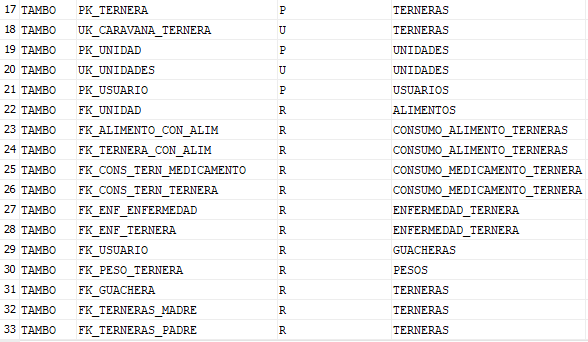 17 TAMBO PK_TERNERA P TERNERAS
18 TAMBO UK_CARAVANA_TERNERA U TERNERAS
19 TAMBO PK_UNIDAD P UNIDADES
20 TAMBO UK_UNIDADES U UNIDADES
21 TAMBO PK_USUARIO P USUARIOS
22 TAMBO FK_UNIDAD R ALIMENTOS
23 TAMBO FK_ALIMENTO_CON_ALIM R CONSUMO_ALIMENTO_TERNERAS
24 TAMBO FK_TERNERA_CON_ALIM R CONSUMO_ALIMENTO_TERNERAS
25 TAMBO FK_CONS_TERN_MEDICAMENTO R CONSUMO_MEDICAMENTO_TERNERA
26 TAMBO FK_CONS_TERN_TERNERA R CONSUMO_MEDICAMENTO_TERNERA
27 TAMBO FK_ENF_ENFERMEDAD R ENFERMEDAD_TERNERA
28 TAMBO FK_ENF_TERNERA R ENFERMEDAD_TERNERA
29 TAMBO FK_USUARIO R GUACHERAS
30 TAMBO FK_PESO_TERNERA R PESOS
31 TAMBO FK_GUACHERA R TERNERAS
32 TAMBO FK_TERNERAS_MADRE R TERNERAS
33 TAMBO FK_TERNERAS_PADRE R TERNERAS